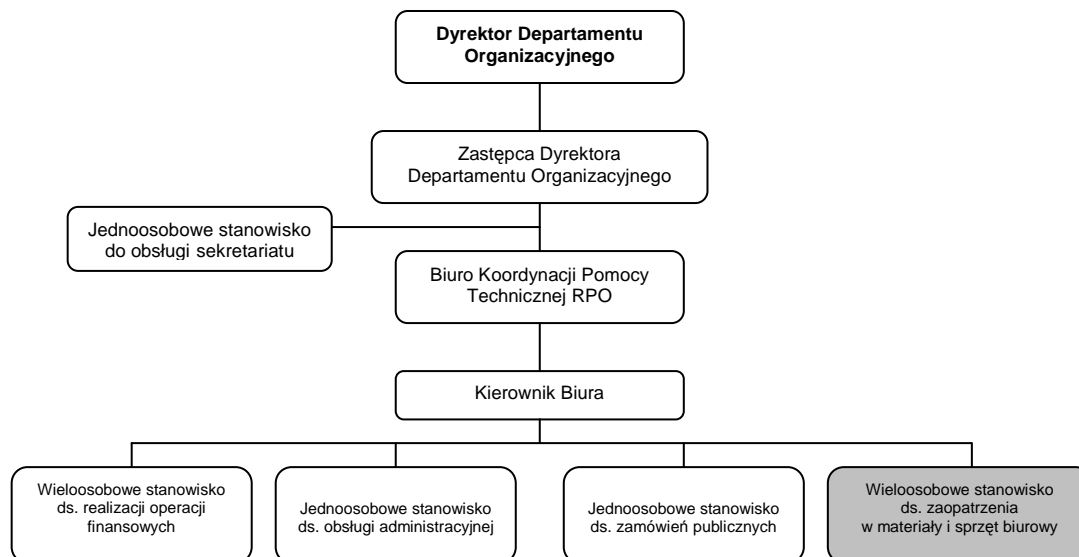 Dyrektor Departamentu
Organizacyjnego
Zastępca Dyrektora
Departamentu Organizacyjnego
Jednoosobowe stanowisko
do obsługi sekretariatu
Biuro Koordynacji Pomocy
Technicznej RPO
Kierownik Biura
Wieloosobowe stanowisko
ds. realizacji operacji
finansowych
Jednoosobowe stanowisko
ds. obsługi administracyjnej
Jednoosobowe stanowisko
ds. zamówień publicznych
Wieloosobowe stanowisko
ds. zaopatrzenia
w materiały i sprzęt biurowy